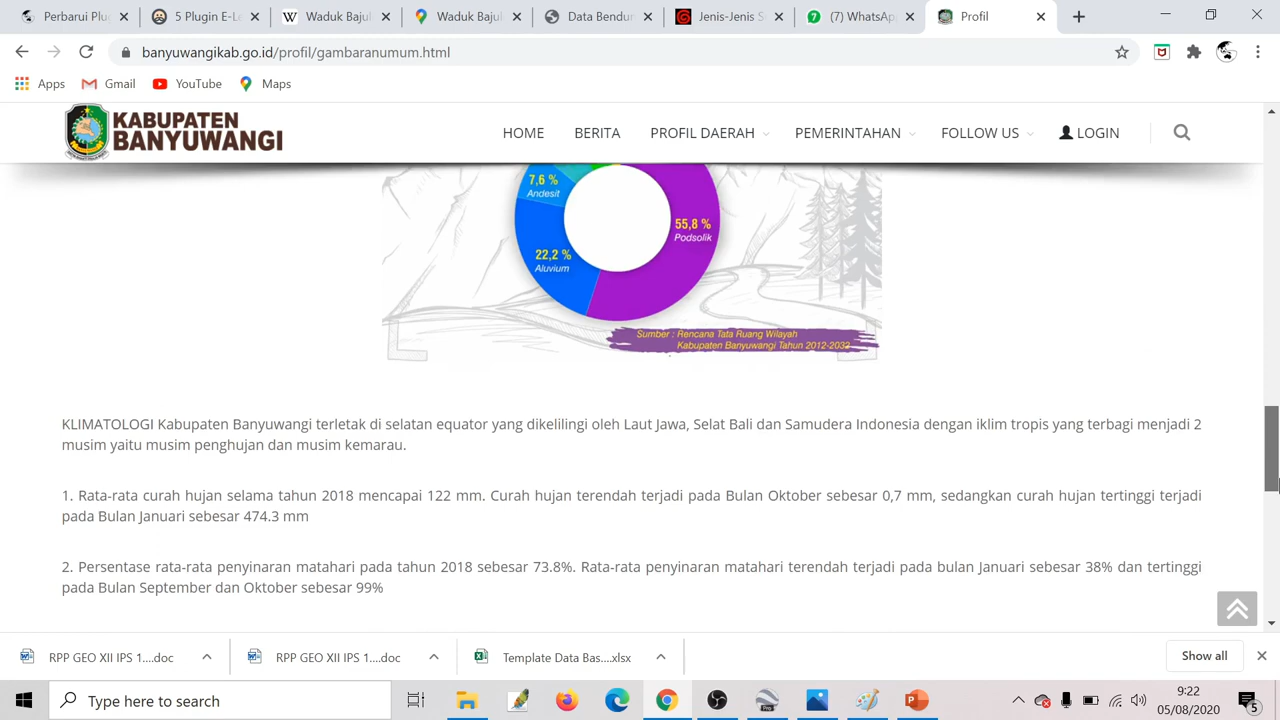 Perbarui Plug
5 Plugin E-L
Waduk Bajul
Waduk Bajul
Data Bendun
Jenis-Jenis S
(7) WhatsApp
Profil
banyuwangikab.go.id/profil/gambaranumum.html
Apps
Gmail
YouTube
Maps
KABUPATEN
BANYUWANGI
HOME
BERITA
PROFIL DAERAH
PEMERINTAHAN
FOLLOW US
LOGIN
7,6 %
Andesit
55,8 %
Podsolik
22,2 %
Aluvium
Sumber : Rencana Tata Ruang Wilayah
Kabupaten Banyuwangi Tahun 2012-2032
KLIMATOLOGI Kabupaten Banyuwangi terletak di selatan equator yang dikelilingi oleh Laut Jawa, Selat Bali dan Samudera Indonesia dengan iklim tropis yang terbagi menjadi 2
musim yaitu musim penghujan dan musim kemarau.
1. Rata-rata curah hujan selama tahun 2018 mencapai 122 mm. Curah hujan terendah terjadi pada Bulan Oktober sebesar 0,7 mm, sedangkan curah hujan tertinggi terjadi
pada Bulan Januari sebesar 474.3 mm
2. Persentase rata-rata penyinaran matahari pada tahun 2018 sebesar 73.8%. Rata-rata penyinaran matahari terendah terjadi pada bulan Januari sebesar 38% dan tertinggi
pada Bulan September dan Oktober sebesar 99%
RPP GEO XII IPS 1....doc
RPP GEO XII IPS 1....doc
Template Data Bas....xlsx
Show all
Type here to search
Pro
9:22
05/08/2020
5